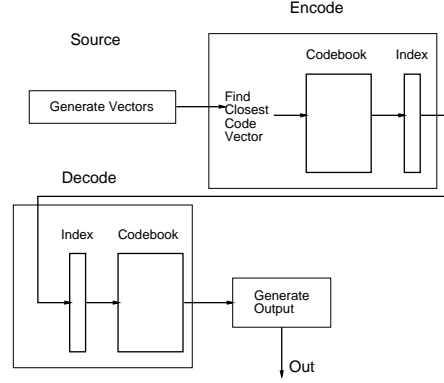 Encode
Source
Codebook
Index
Generate Vectors
Find
Closest
Code
Vector
Decode
Index
Codebook
Generate
Output
Out